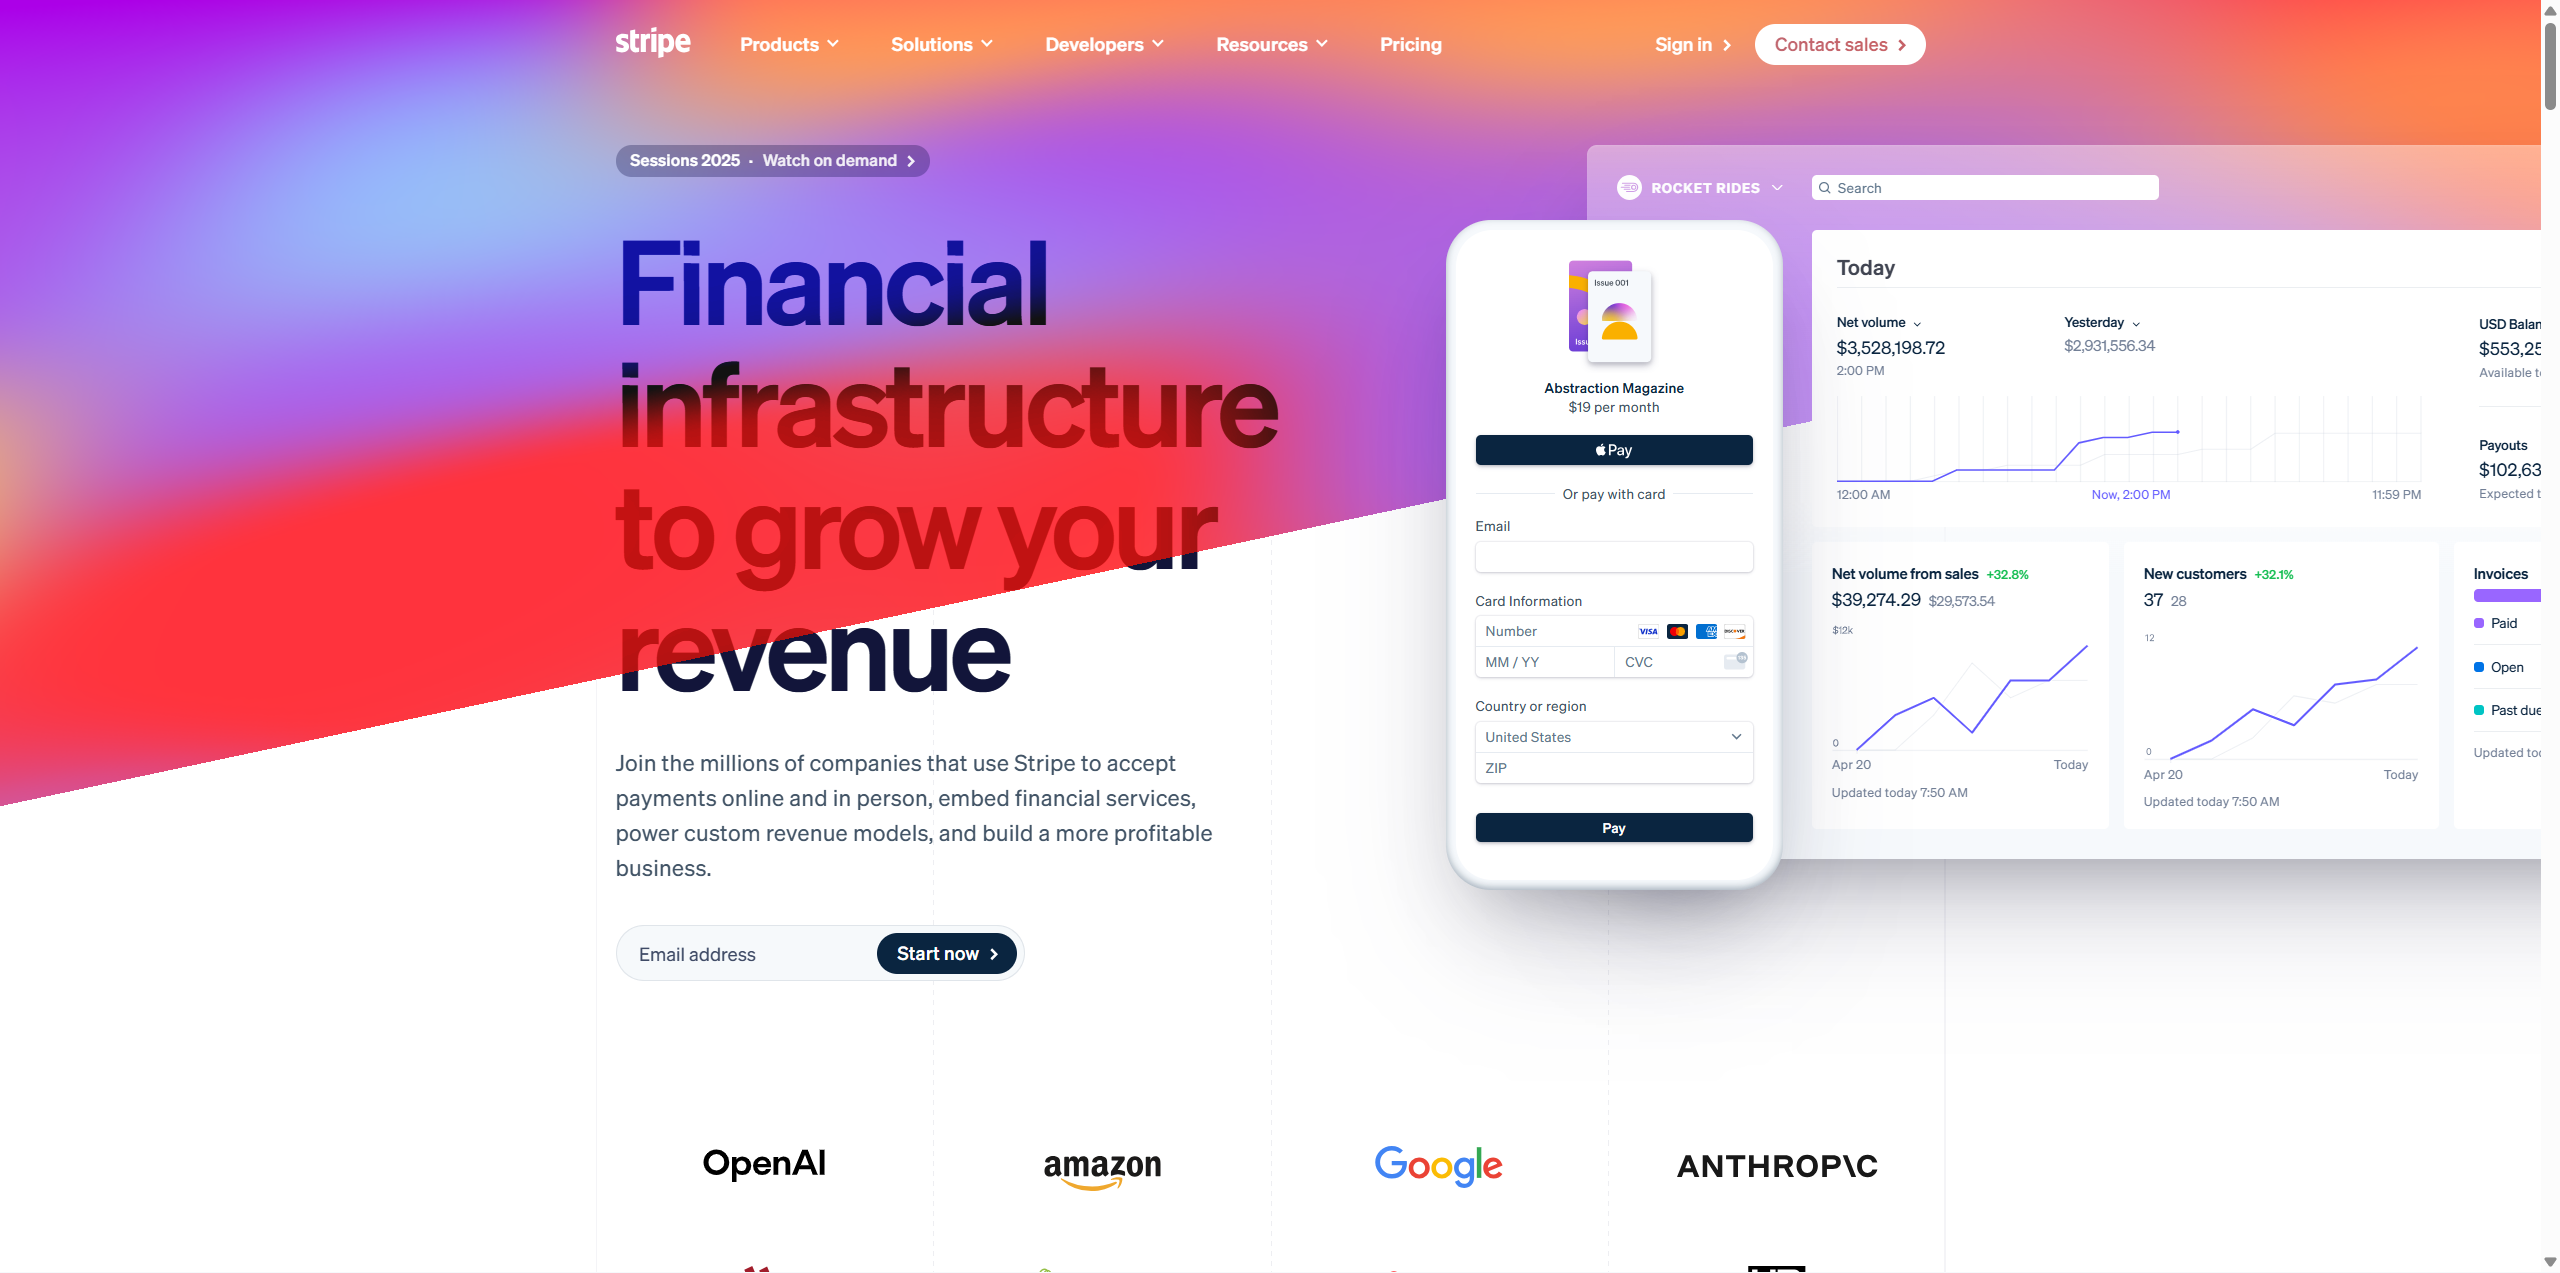 stripe
Products
Solutions
Developers
Resources
Pricing
Sign in
Contact sales
Sessions 2025 · Watch on demand
Financial
infrastructure
to grow your
revenue
Join the millions of companies that use Stripe to accept
payments online and in person, embed financial services,
power custom revenue models, and build a more profitable
business.
Email address
Start now
Issue 001
Abstraction Magazine
$19 per month
Pay
Or pay with card
Email
Card Information
Number
VISA
DISCOVER
MM / YY
CVC
Country or region
United States
ZIP
Pay
ROCKET RIDES
Search
Today
Net volume
$3,528,198.72
2:00 PM
Yesterday
$2,931,556.34
USD Balan
$553,25
Available to
12:00 AM
Now, 2:00 PM
11:59 PM
Payouts
$102,63
Expected t
Net volume from sales +32.8%
$39,274.29 $29,573.54
$12k
0
Apr 20
Today
Updated today 7:50 AM
New customers +32.1%
37 28
12
0
Apr 20
Today
Updated today 7:50 AM
Invoices
Paid
Open
Past due
Updated to
OpenAI
amazon
Google
ANTHROP\C